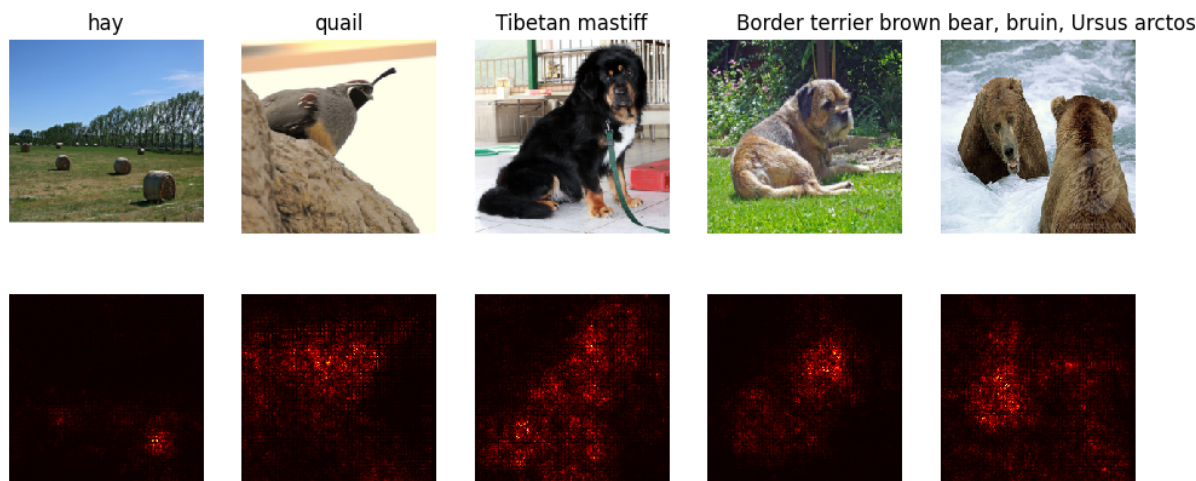 hay
quail
Tibetan mastiff
Border terrier
brown bear, bruin, Ursus arctos